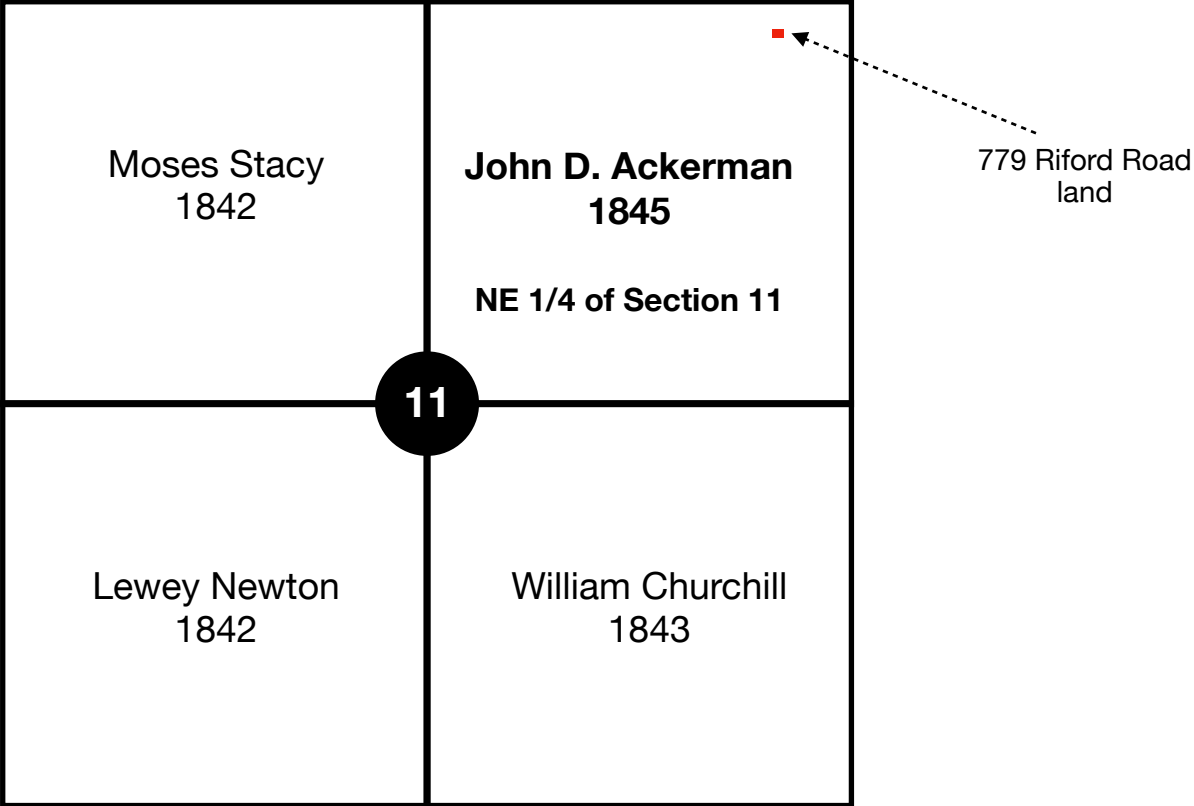 Moses Stacy
1842
John D. Ackerman
1845
NE 1/4 of Section 11
779 Riford Road
land
11
Lewey Newton
1842
William Churchill
1843